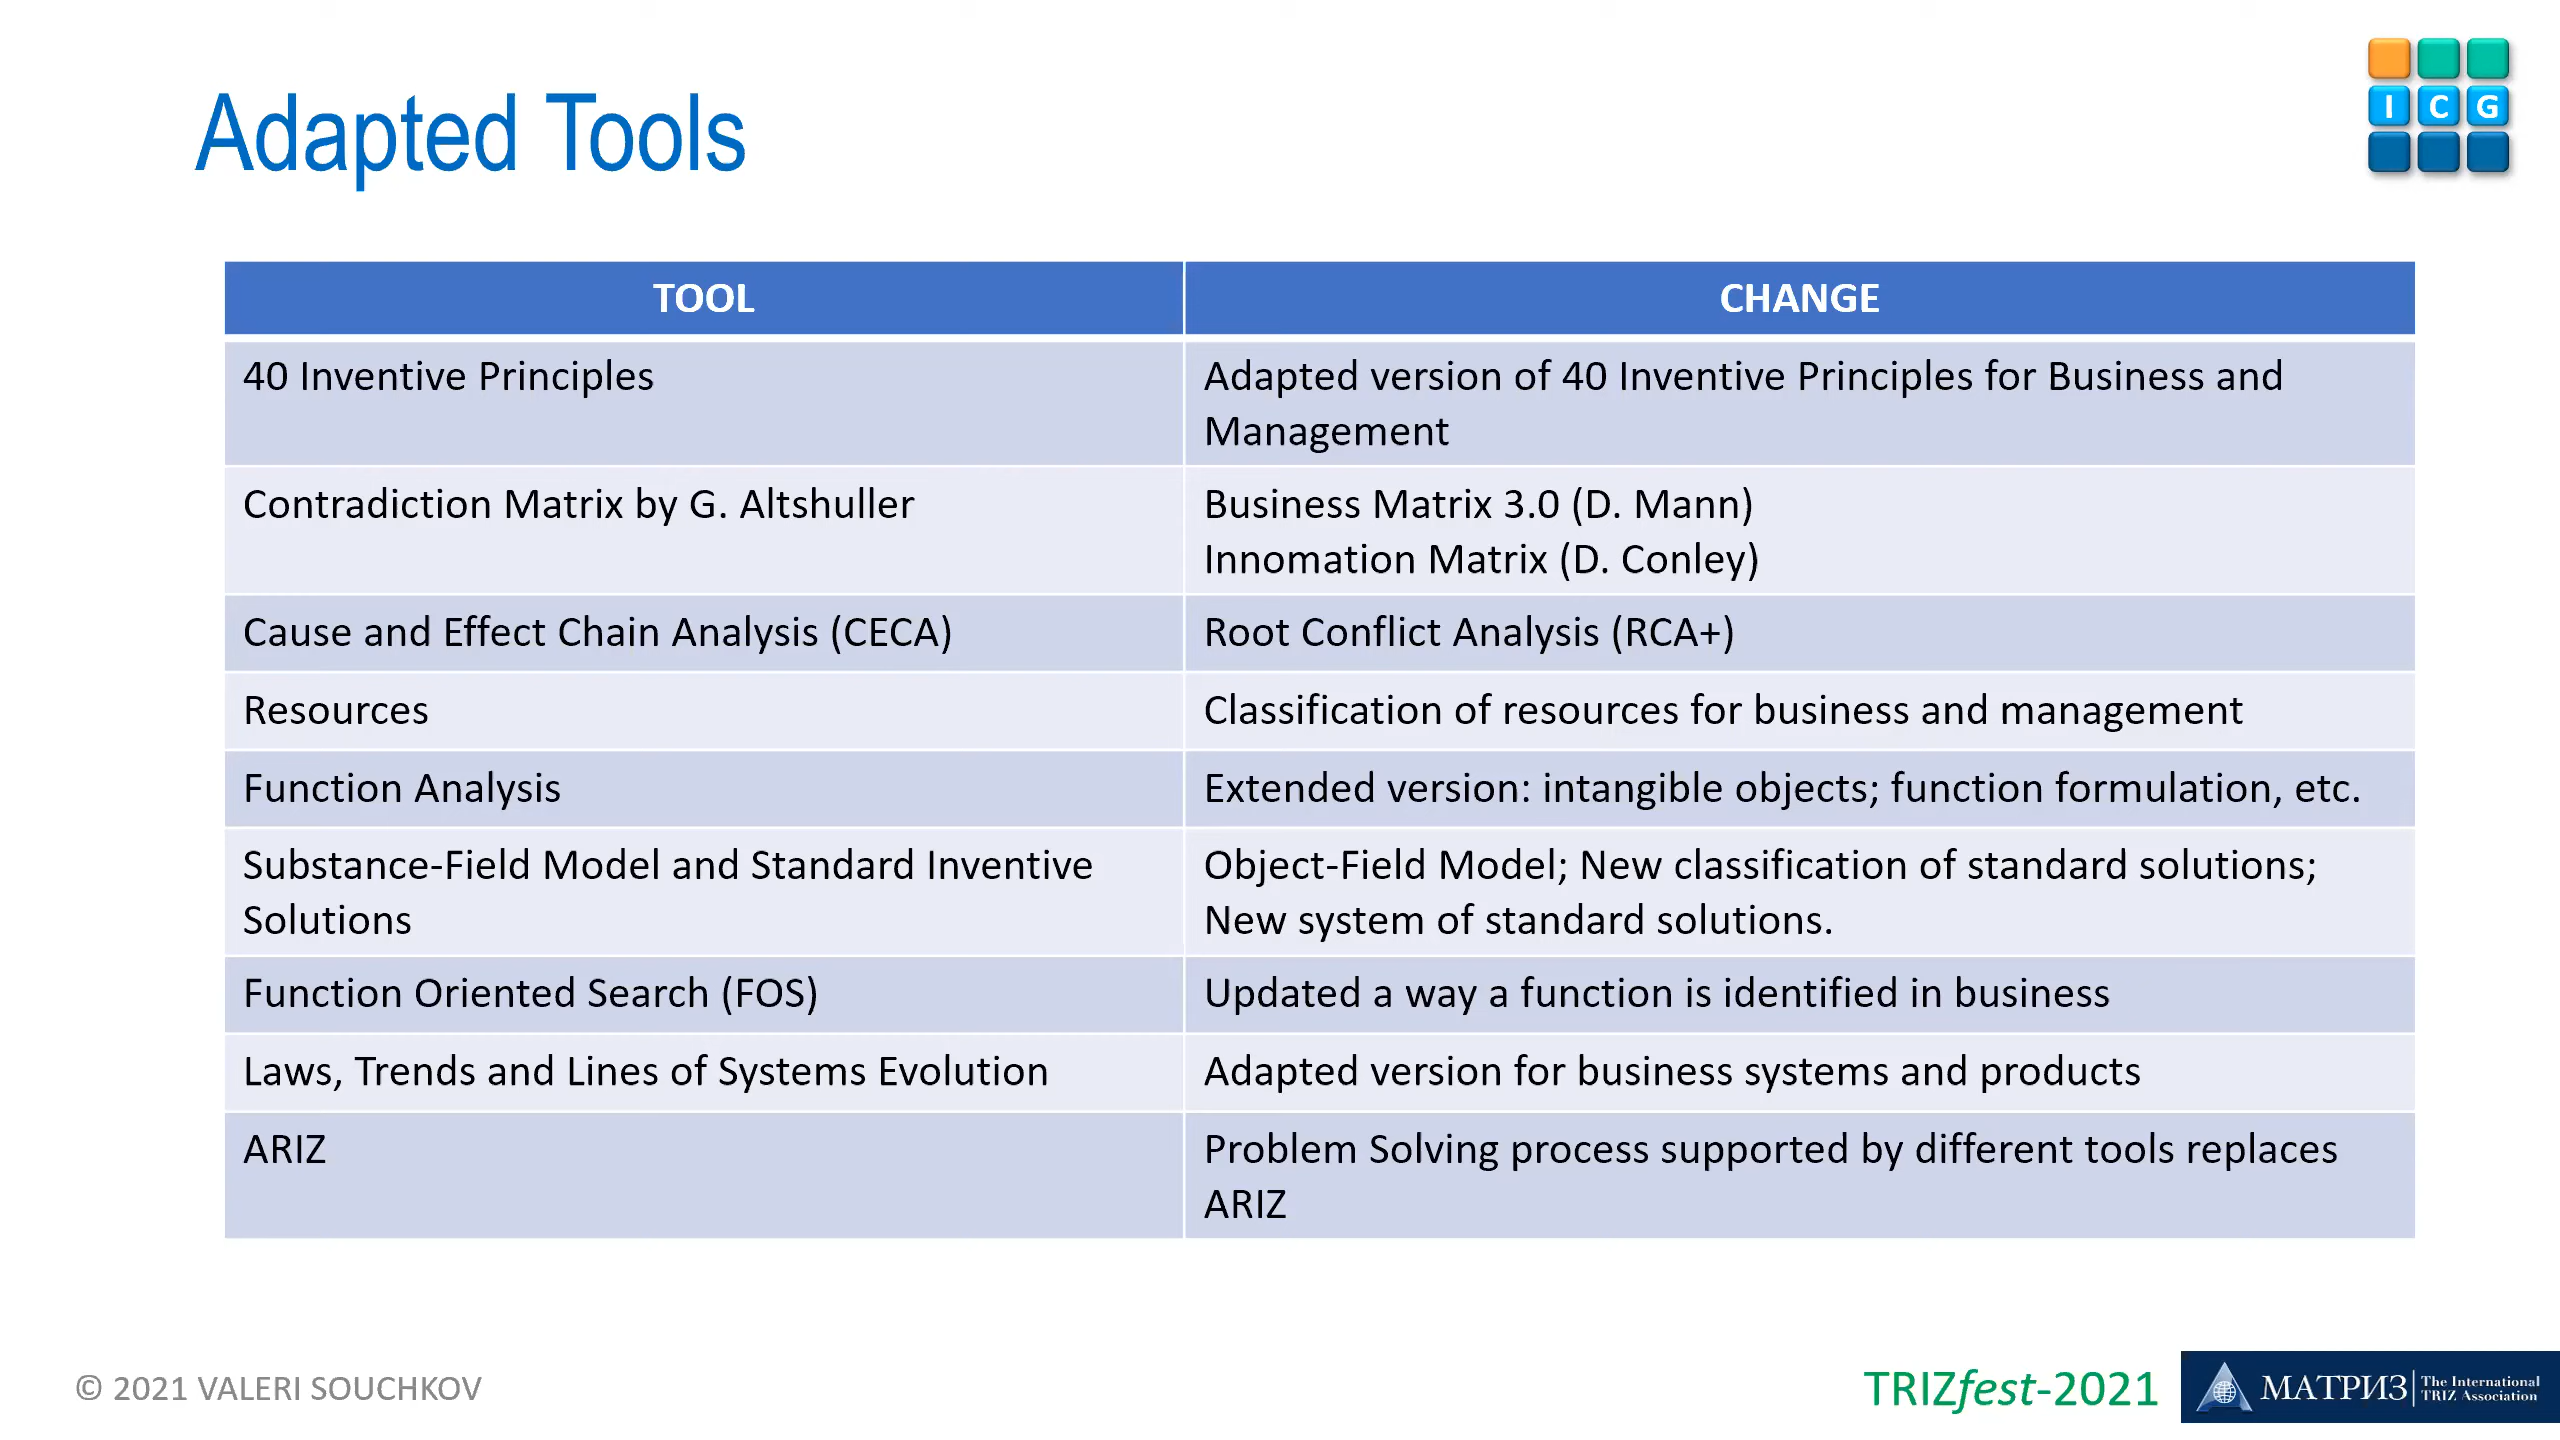 Adapted Tools
I C G
TOOL
CHANGE
40 Inventive Principles
Adapted version of 40 Inventive Principles for Business and
Management
Contradiction Matrix by G. Altshuller
Business Matrix 3.0 (D. Mann)
Innomation Matrix (D. Conley)
Cause and Effect Chain Analysis (CECA)
Root Conflict Analysis (RCA+)
Resources
Classification of resources for business and management
Function Analysis
Extended version: intangible objects; function formulation, etc.
Substance-Field Model and Standard Inventive
Solutions
Object-Field Model; New classification of standard solutions;
New system of standard solutions.
Function Oriented Search (FOS)
Updated a way a function is identified in business
Laws, Trends and Lines of Systems Evolution
Adapted version for business systems and products
ARIZ
Problem Solving process supported by different tools replaces
ARIZ
© 2021 VALERI SOUCHKOV
TRIZfest-2021
МАТРИЗ
The International
TRIZ Association